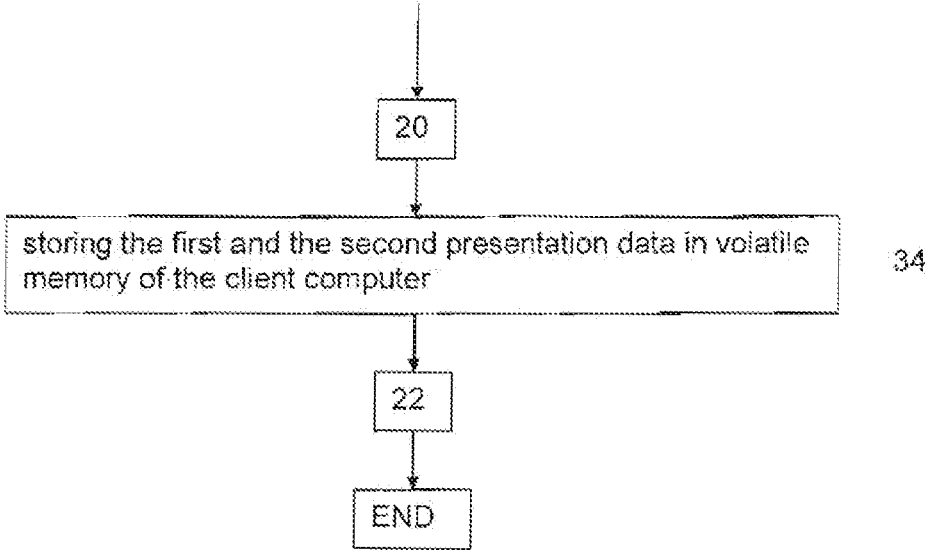 20
storing the first and the second presentation data in volatile
memory of the client computer
34
22
END